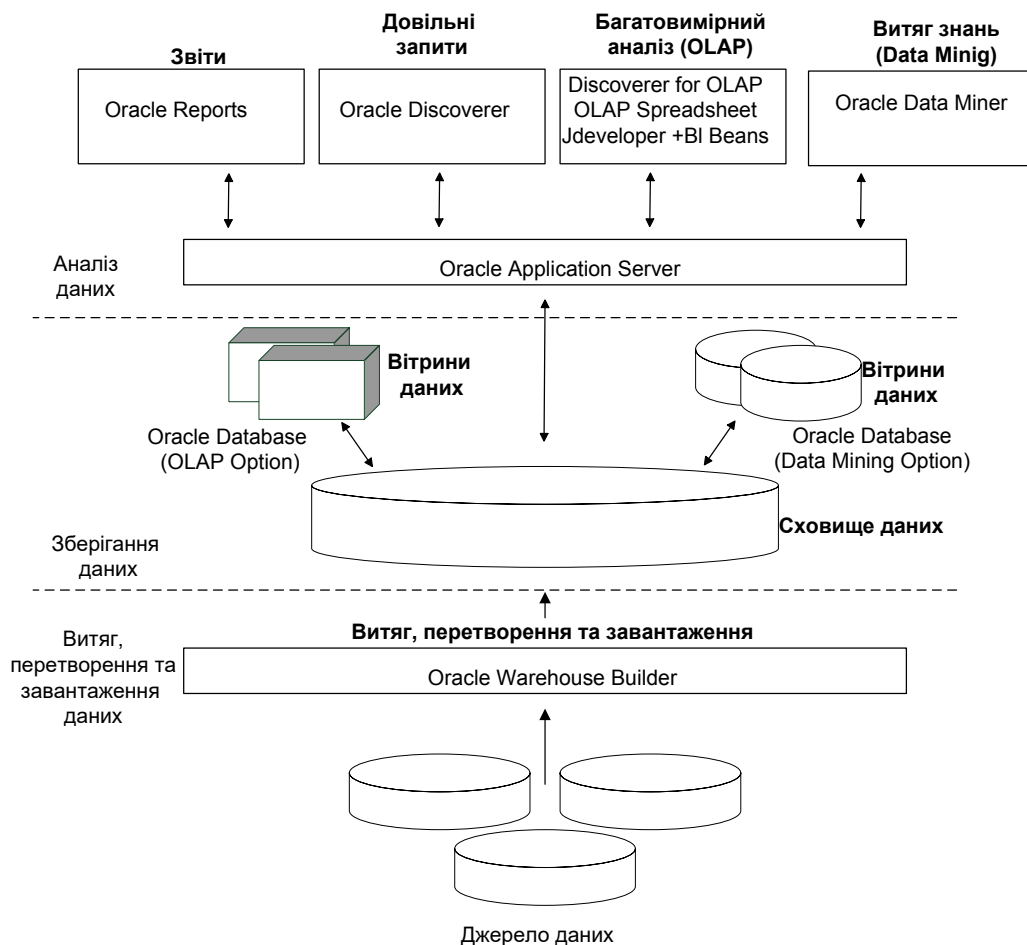 Звіти
Довільні
запити
Багатовимірний
аналіз (OLAP)
Витяг знань
(Data Minig)
Oracle Reports
Oracle Discoverer
Discoverer for OLAP
OLAP Spreadsheet
Jdeveloper +BI Beans
Oracle Data Miner
Oracle Application Server
Аналіз
даних
Вітрини
даних
Oracle Database
(OLAP Option)
Вітрини
даних
Oracle Database
(Data Mining Option)
Сховище даних
Зберігання
даних
Витяг, перетворення та завантаження
Витяг,
перетворення та
завантаження
даних
Oracle Warehouse Builder
Джерело даних